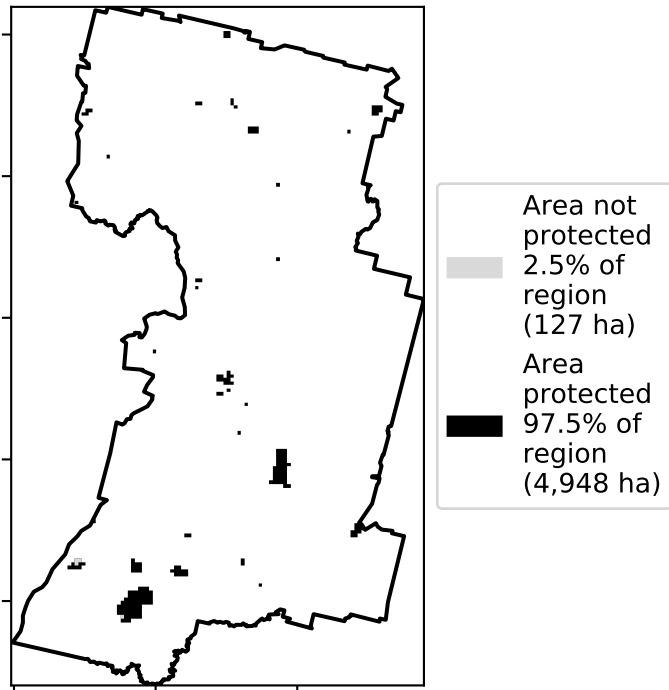 Area not
protected
2.5% of
region
(127 ha)
Area
protected
97.5% of
region
(4,948 ha)